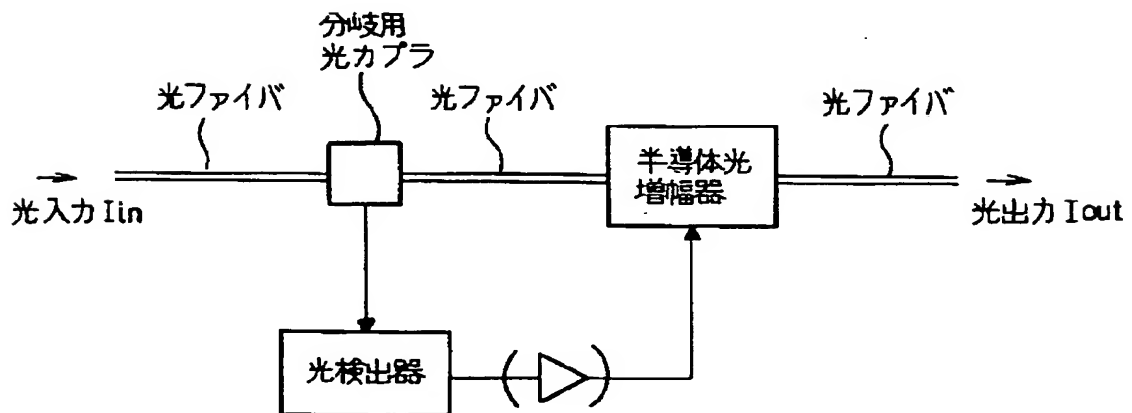 分岐用
光カプラ
光ファイバ
光ファイバ
光ファイバ
半導体光
増幅器
光入力 Iin
光出力 Iout
光検出器